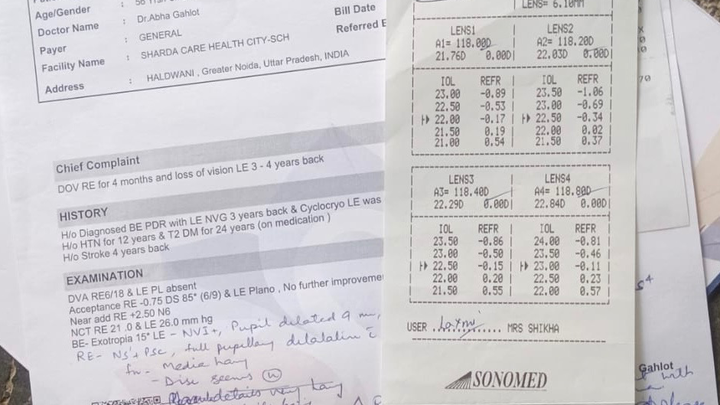 Age/Gender :
Doctor Name : Dr.Abha Gahlot
Payer : GENERAL
Facility Name : SHARDA CARE HEALTH CITY-SCH
Address : HALDWANI , Greater Noida, Uttar Pradesh, INDIA
Bill Date
Referred
Chief Complaint
DOV RE for 4 months and loss of vision LE 3 - 4 years back
HISTORY
H/o Diagnosed BE PDR with LE NVG 3 years back & Cyclocryo LE was
H/o HTN for 12 years & T2 DM for 24 years (on medication )
H/o Stroke 4 years back
EXAMINATION
DVA RE6/18 & LE PL absent
Acceptance RE -0.75 DS 85* (6/9) & LE Plano , No further improveme
Near add RE +2.50 N6
NCT RE 21 .0 & LE 26.0 mm hg
BE- Exotropia 15* LE - NVI+, Pupil dilated 9 mm,
RE- NS+ PSC, full pupillary dilatation
- Media hazy
- Disc seems
details very hazy
LENS= 6.10mm
LENS1 LENS2
A1= 118.00D A2= 118.20D
21.76D 0.00D 22.03D 0.00D
IOL REFR IOL REFR
23.00 -0.89 23.50 -1.06
22.50 -0.53 23.00 -0.69
22.00 -0.17 22.50 -0.34
21.50 0.19 22.00 0.02
21.00 0.54 21.50 0.37
LENS3 LENS4
A3= 118.40D A4= 118.80D
22.29D 0.00D 22.84D 0.00D
IOL REFR IOL REFR
23.50 -0.86 24.00 -0.81
23.00 -0.50 23.50 -0.46
22.50 -0.15 23.00 -0.11
22.00 0.20 22.50 0.23
21.50 0.55 22.00 0.57
USER Laxmi MRS SHIKHA
SONOMED
70
Gahlot
with